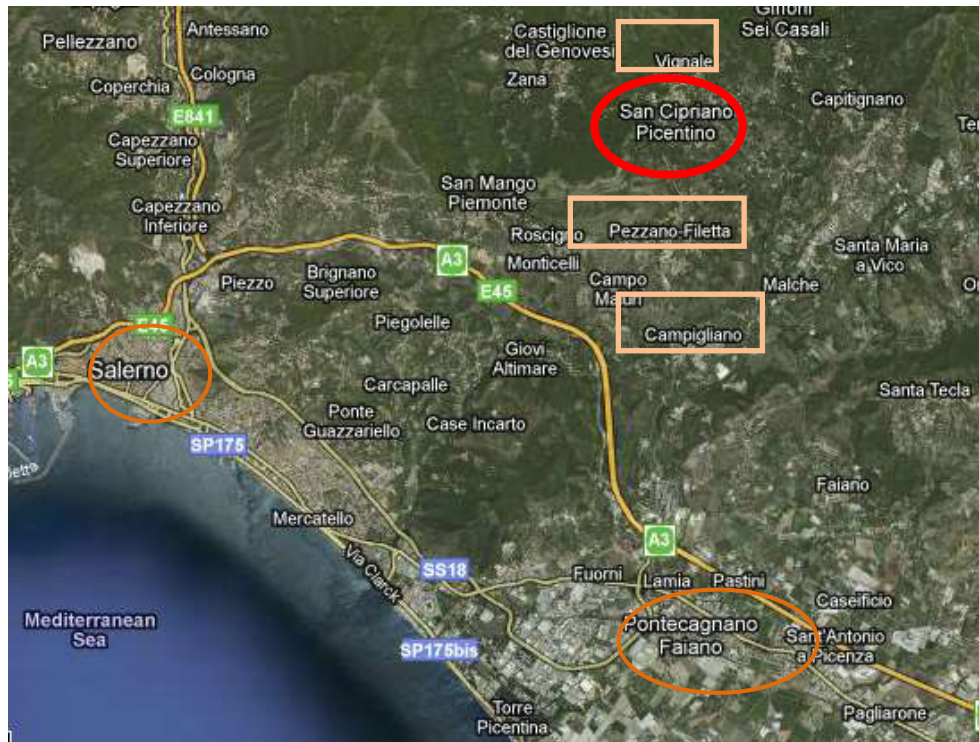 Antessano
Pellezzano
Castiglione
del Genovesi
Sei Casali
Vignale
Cologna
Coperchia
Zana
E841
San Cipriano
Picentino
Capitignano
Capezzano
Superiore
San Mango
Piemonte
Capezzano
Inferiore
Roscigno
Pezzano-Filetta
Santa Maria
a Vico
A3
Monticelli
Piezzo
Brignano
Superiore
E45
Campo
Malche
Piegolelle
E45
Campigliano
A3
Salerno
Giovi
Altimare
Carcapalle
Santa Tecla
Ponte
Guazzariello
Case Incarto
SP175
Faiano
Mercatello
A3
Via Clarck
SS18
Fuorni
Lamia
Pastini
Caseificio
Mediterranean
Sea
Pontecagnano
Faiano
Sant'Antonio
a Picenza
SP175bis
Torre
Picentina
Pagliarone